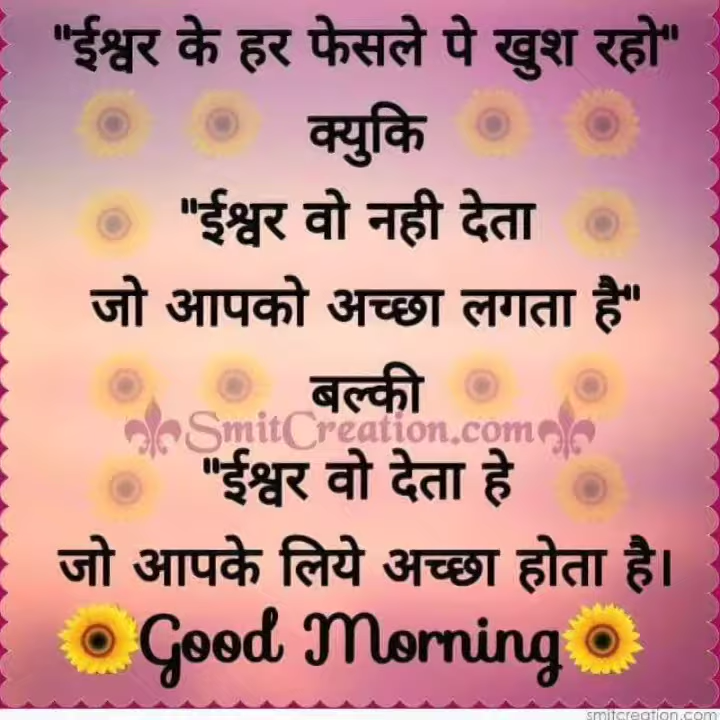 "ईश्वर के हर फेसले पे खुश रहो"
क्युकि
"ईश्वर वो नही देता
जो आपको अच्छा लगता है"
बल्की
SmitCreation.com
"ईश्वर वो देता हे
जो आपके लिये अच्छा होता है।
Good Morning
smitcreation.com